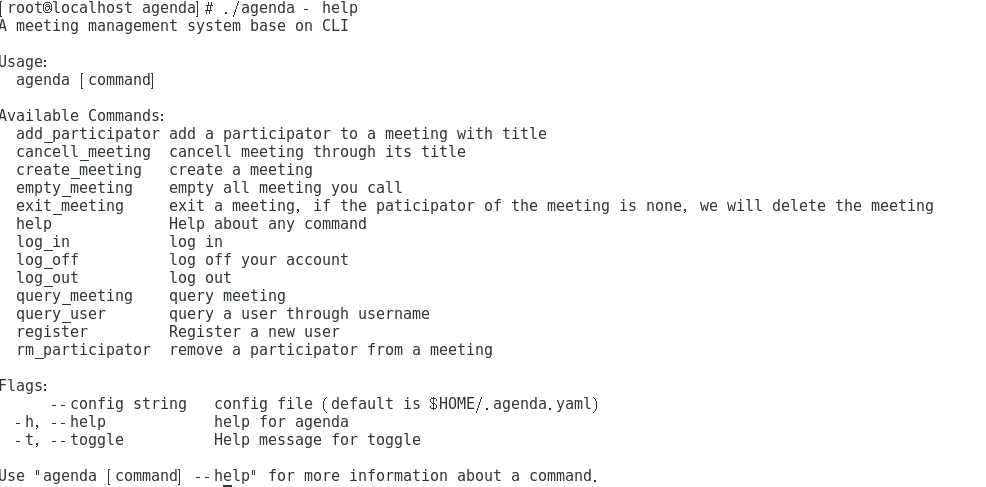 [root@localhost agenda]# ./agenda - help
A meeting management system base on CLI

Usage:
  agenda [command]

Available Commands:
  add_participator add a participator to a meeting with title
  cancell_meeting  cancell meeting through its title
  create_meeting   create a meeting
  empty_meeting    empty all meeting you call
  exit_meeting     exit a meeting, if the paticipator of the meeting is none, we will delete the meeting
  help             Help about any command
  log_in           log in
  log_off          log off your account
  log_out          log out
  query_meeting    query meeting
  query_user       query a user through username
  register         Register a new user
  rm_participator  remove a participator from a meeting

Flags:
      --config string   config file (default is $HOME/.agenda.yaml)
  -h, --help            help for agenda
  -t, --toggle          Help message for toggle

Use "agenda [command] --help" for more information about a command.